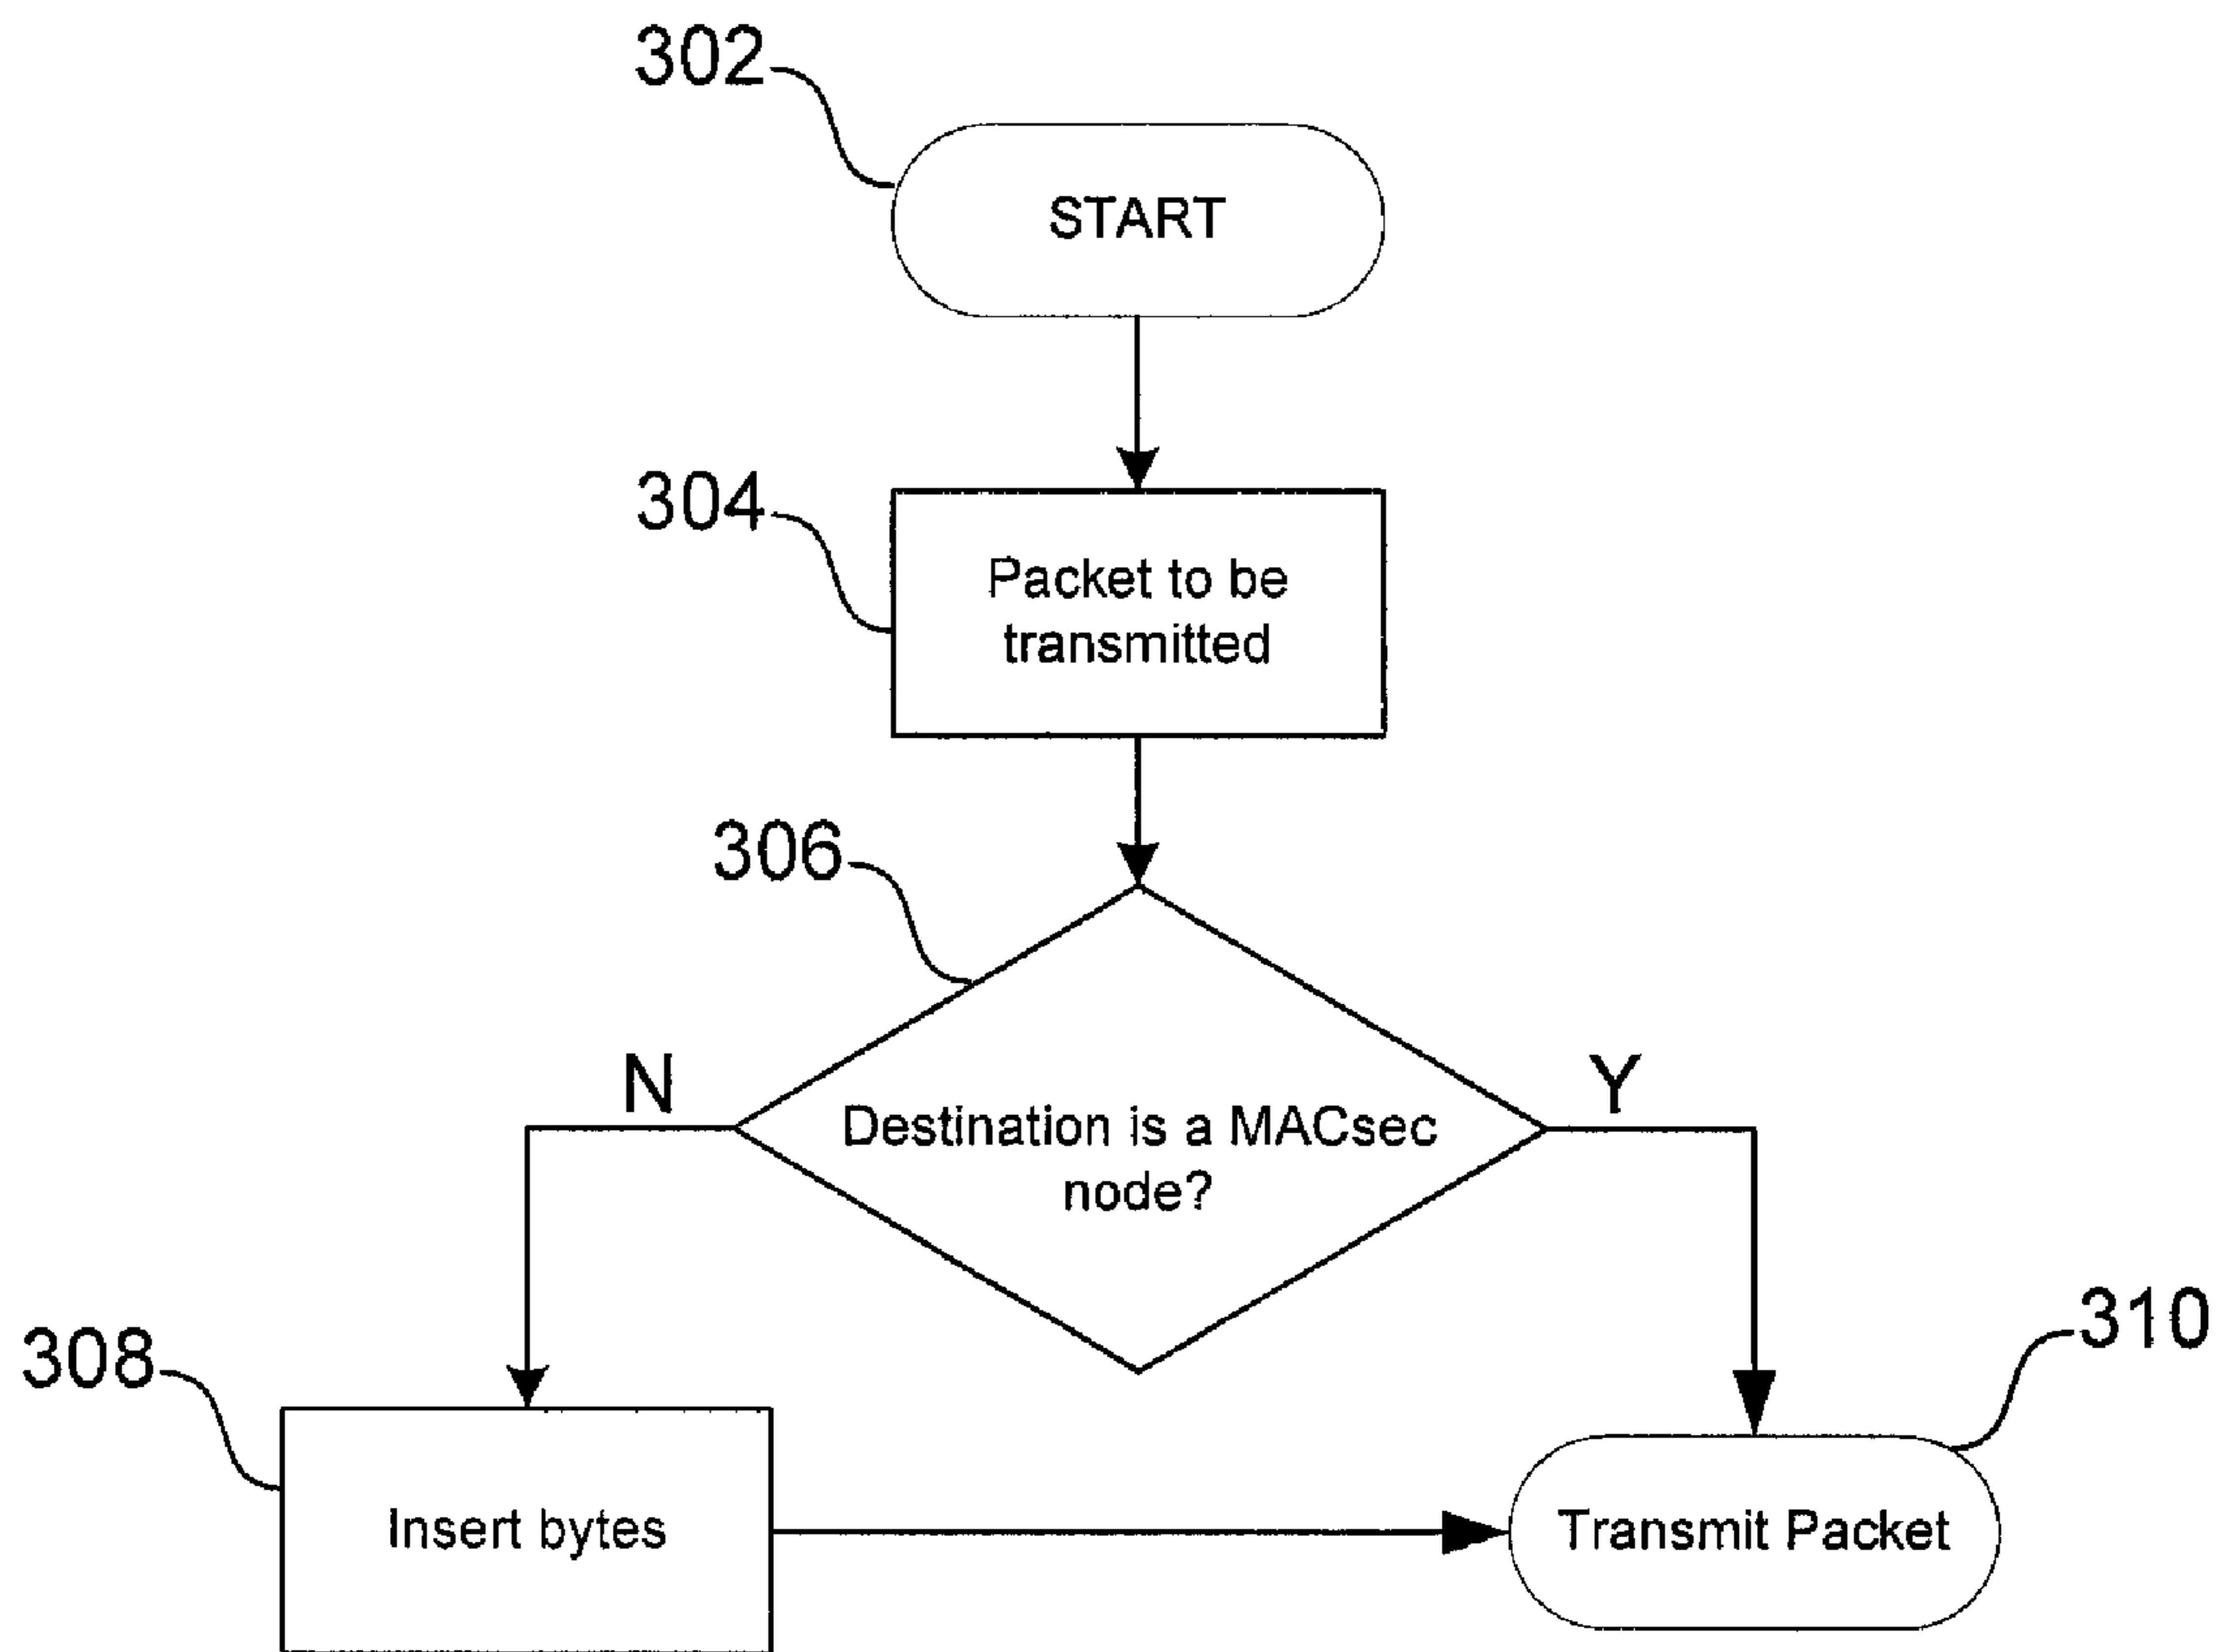 302
START
304
Packet to be
transmitted
306
N
Y
Destination is a MACsec
node?
308
310
Insert bytes
Transmit Packet